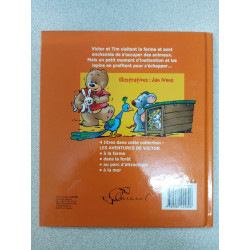 Victor et Tim visitent la ferme et sont
enchantés de s'occuper des animaux.
Mais un petit moment d'inattention et les
lapins en profitent pour s'échapper...
Illustrations : Jan Ivens
4 titres dans cette collection :
LES AVENTURES DE VICTOR
• à la ferme
• dans la forêt
• au parc d'attractions
• à la mer